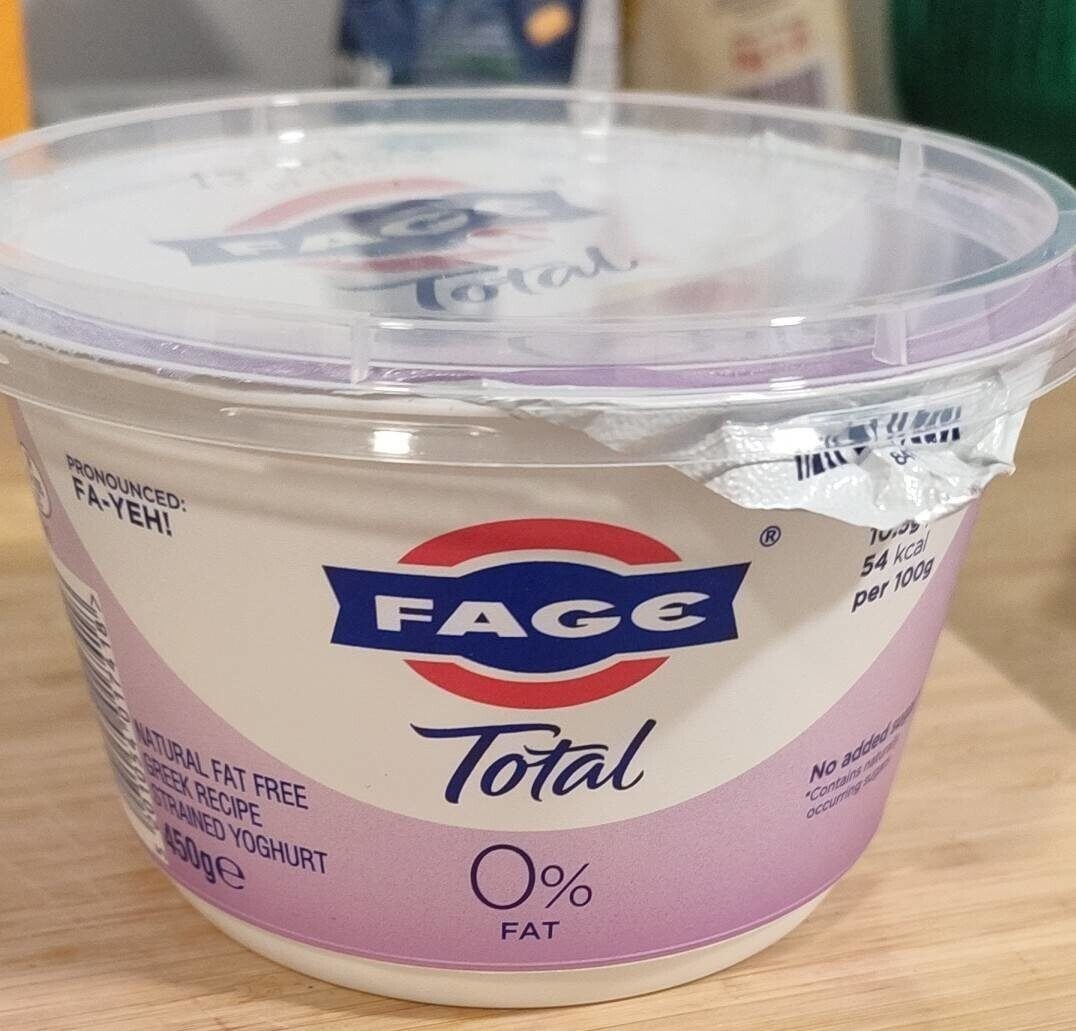 FAGE
Total
PRONOUNCED:
FA-YEH!
FAGE ®
Total
54 kcal
per 100g
NATURAL FAT FREE
GREEK RECIPE
STRAINED YOGHURT
450g e
No added
*Contains
occurring
0%
FAT